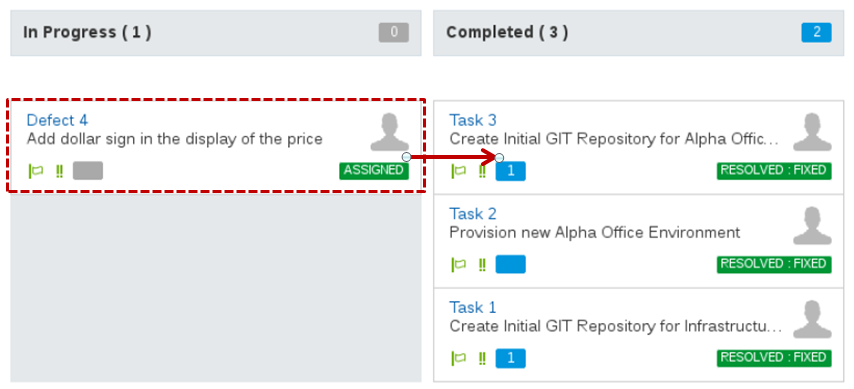 In Progress ( 1 )
0
Defect 4
Add dollar sign in the display of the price
!!
ASSIGNED
Completed ( 3 )
2
Task 3
Create Initial GIT Repository for Alpha Offic...
!! 1
RESOLVED : FIXED
Task 2
Provision new Alpha Office Environment
!!
RESOLVED : FIXED
Task 1
Create Initial GIT Repository for Infrastructu...
!! 1
RESOLVED : FIXED